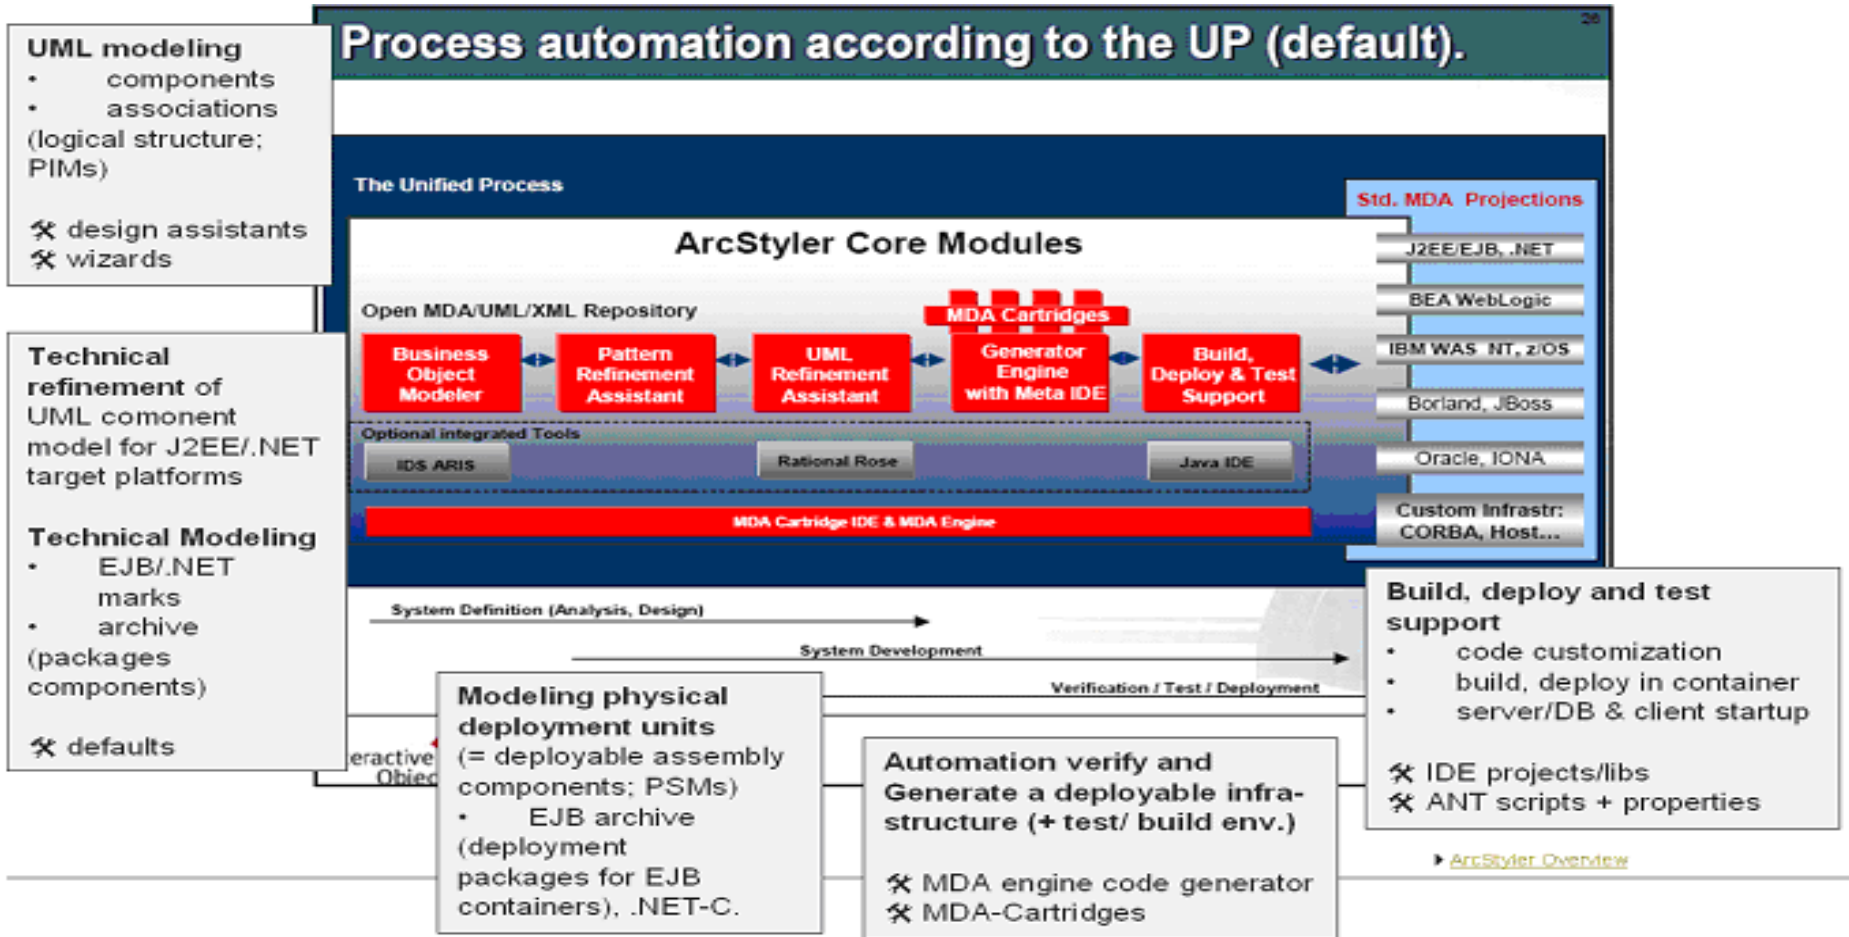 26
Process automation according to the UP (default).
UML modeling
• components
• associations
(logical structure;
PIMs)
🛠 design assistants
🛠 wizards
Technical
refinement of
UML comonent
model for J2EE/.NET
target platforms
Technical Modeling
• EJB/.NET
marks
• archive
(packages
components)
🛠 defaults
The Unified Process
ArcStyler Core Modules
Open MDA/UML/XML Repository
MDA Cartridges
Business
Object
Modeler
Pattern
Refinement
Assistant
UML
Refinement
Assistant
Generator
Engine
with Meta IDE
Build,
Deploy & Test
Support
Optional integrated Tools
IDS ARIS
Rational Rose
Java IDE
MDA Cartridge IDE & MDA Engine
Std. MDA Projections
J2EE/EJB, .NET
BEA WebLogic
IBM WAS NT, z/OS
Borland, JBoss
Oracle, IONA
Custom Infrastr:
CORBA, Host...
System Definition (Analysis, Design)
System Development
Verification / Test / Deployment
eractive
Objec
Modeling physical
deployment units
(= deployable assembly
components; PSMs)
• EJB archive
(deployment
packages for EJB
containers), .NET-C.
Automation verify and
Generate a deployable infra-
structure (+ test/ build env.)
🛠 MDA engine code generator
🛠 MDA-Cartridges
Build, deploy and test
support
• code customization
• build, deploy in container
• server/DB & client startup
🛠 IDE projects/libs
🛠 ANT scripts + properties
ArcStyler Overview